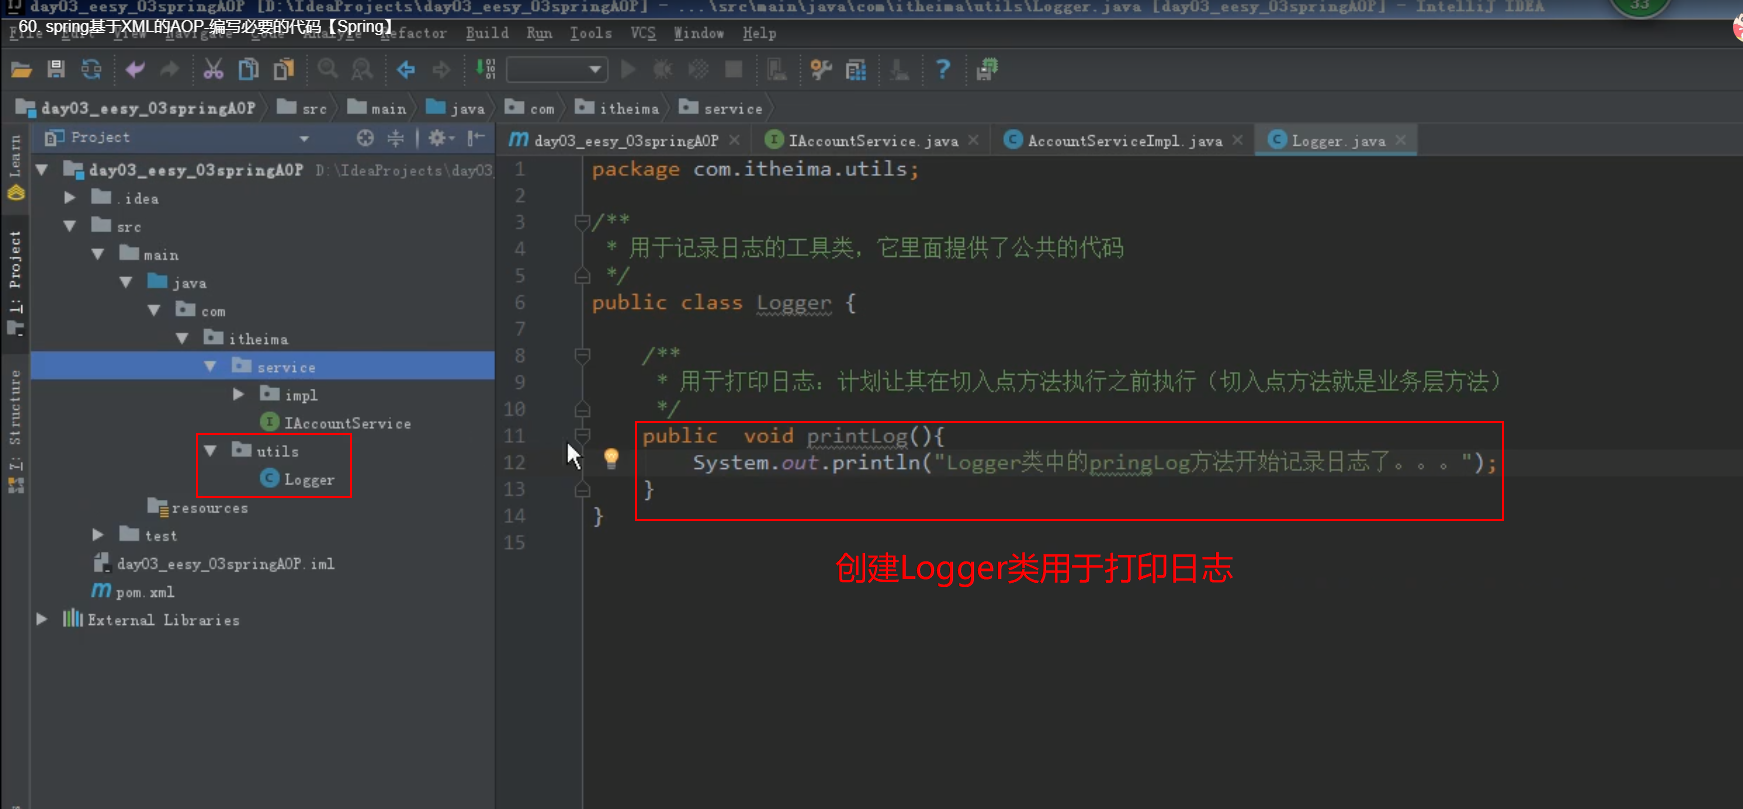 day03_eesy_03springAOP [D:\IdeaProjects\day03_eesy_03springAOP] - ...\src\main\java\com\itheima\utils\Logger.java [day03_eesy_03springAOP] - IntelliJ IDEA
33
60. spring基于XML的AOP-编写必要的代码【Spring】
File Edit View Navigate Code Analyze Refactor Build Run Tools VCS Window Help
day03_eesy_03springAOP src main java com itheima service
Project
day03_eesy_03springAOP IAccountService.java AccountServiceImpl.java Logger.java
Learn
1: Project
7: Structure
day03_eesy_03springAOP D:\IdeaProjects\day03_
.idea
src
main
java
com
itheima
service
impl
IAccountService
utils
Logger
resources
test
day03_eesy_03springAOP.iml
pom.xml
External Libraries
1 package com.itheima.utils;
2
3 /**
4 * 用于记录日志的工具类，它里面提供了公共的代码
5 */
6 public class Logger {
7
8 /**
9 * 用于打印日志：计划让其在切入点方法执行之前执行（切入点方法就是业务层方法）
10 */
11 public  void printLog(){
12 System.out.println("Logger类中的pringLog方法开始记录日志了。。。");
13 }
14 }
15
创建Logger类用于打印日志